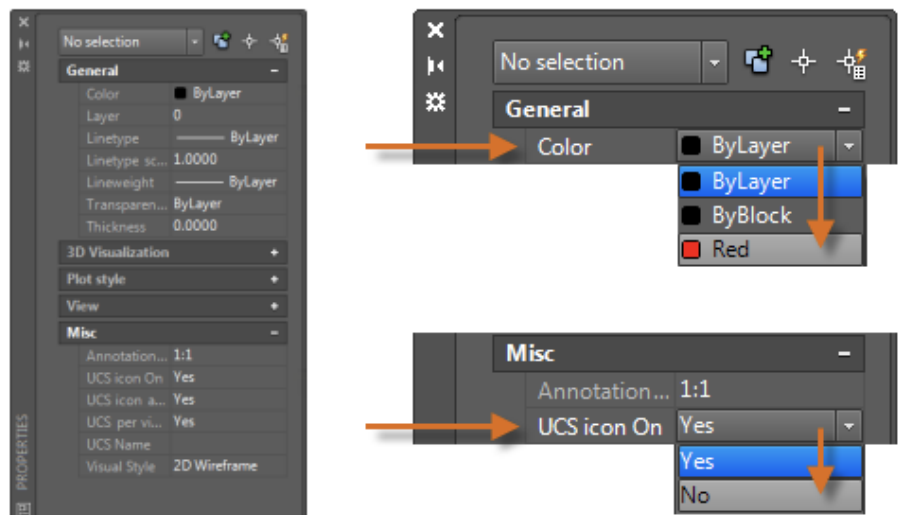 No selection
General
Color ByLayer
Layer 0
Linetype ByLayer
Linetype sc... 1.0000
Lineweight ByLayer
Transparen... ByLayer
Thickness 0.0000
3D Visualization
Plot style
View
Misc
Annotation... 1:1
UCS icon On Yes
UCS icon a... Yes
UCS per vi... Yes
UCS Name
Visual Style 2D Wireframe
PROPERTIES
No selection
General
Color ByLayer
ByLayer
ByBlock
Red
Misc
Annotation... 1:1
UCS icon On Yes
Yes
No